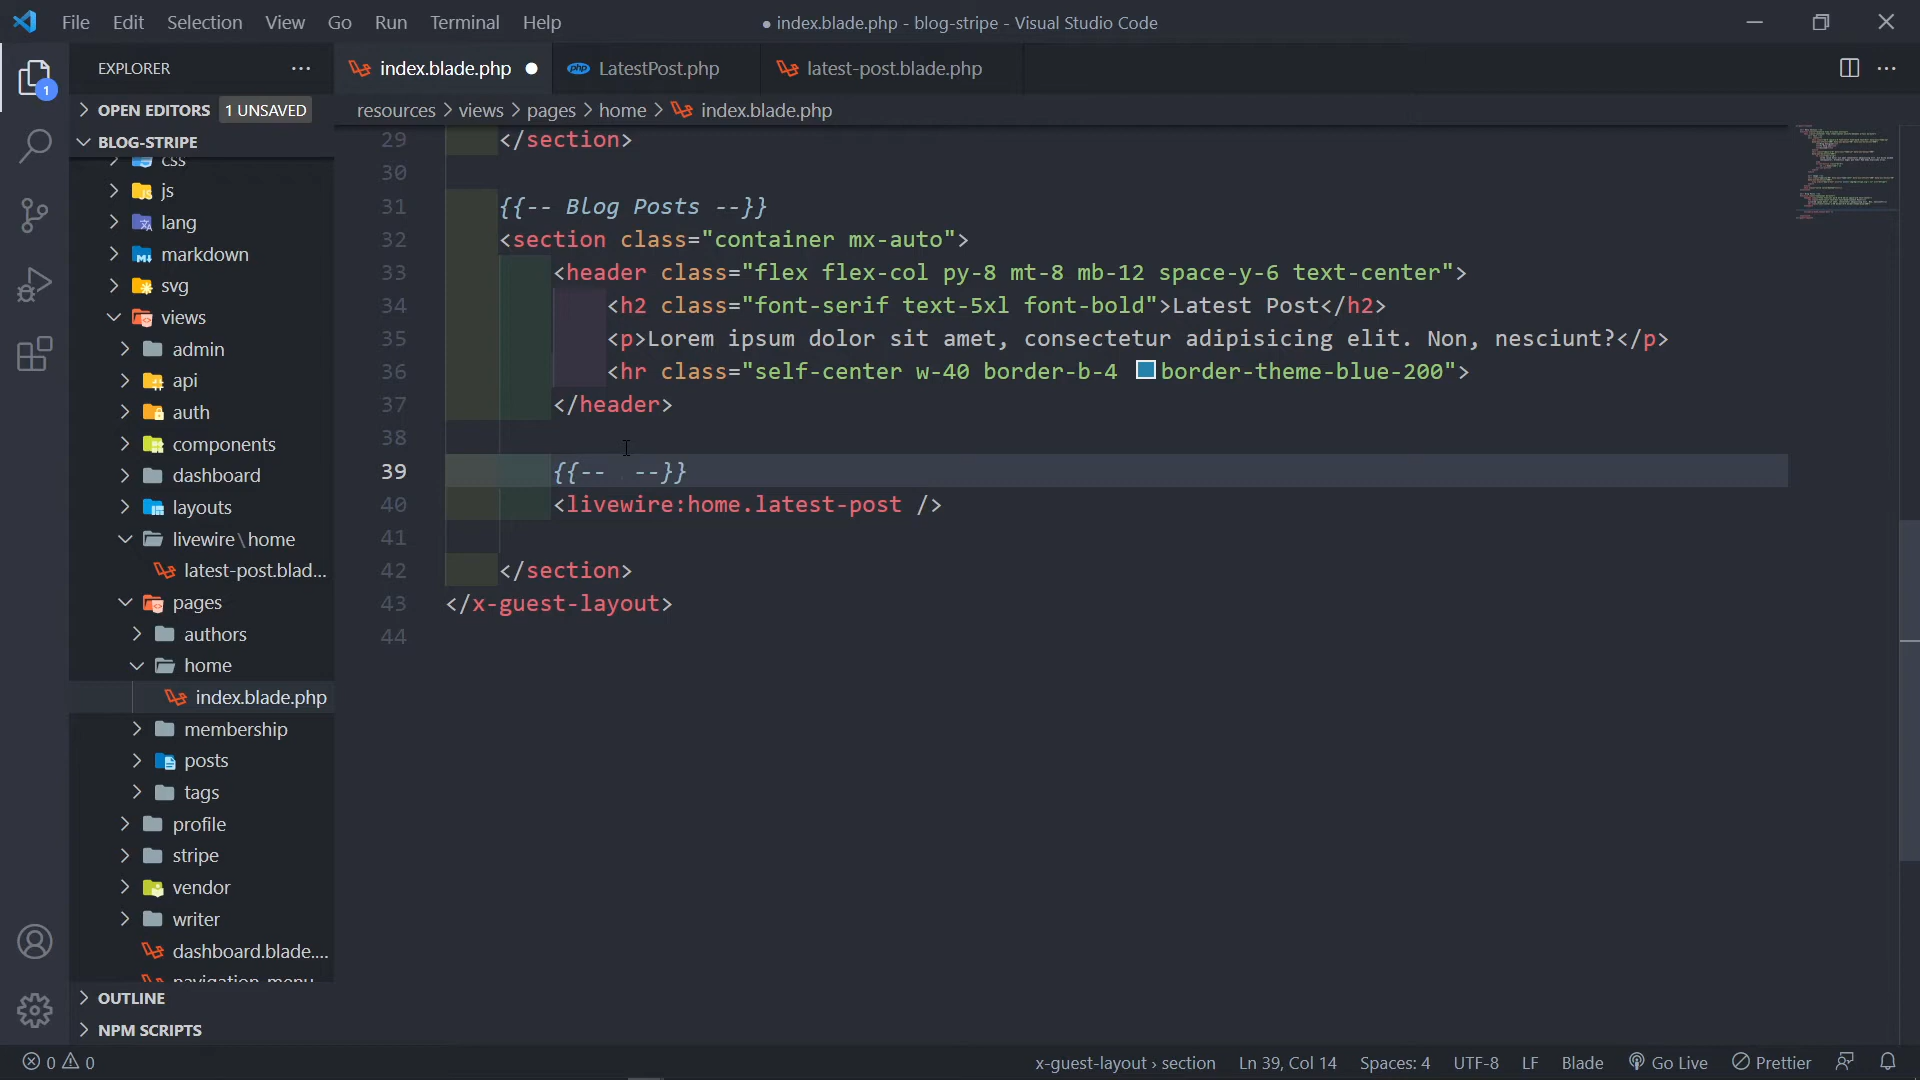 File Edit Selection View Go Run Terminal Help
● index.blade.php - blog-stripe - Visual Studio Code
EXPLORER
index.blade.php
LatestPost.php
latest-post.blade.php
OPEN EDITORS 1 UNSAVED
resources > views > pages > home > index.blade.php
BLOG-STRIPE
css
js
lang
markdown
svg
views
admin
api
auth
components
dashboard
layouts
livewire\home
latest-post.blad...
pages
authors
home
index.blade.php
membership
posts
tags
profile
stripe
vendor
writer
dashboard.blade....
OUTLINE
NPM SCRIPTS
1
29 </section>
30
31 {{-- Blog Posts --}}
32 <section class="container mx-auto">
33 <header class="flex flex-col py-8 mt-8 mb-12 space-y-6 text-center">
34 <h2 class="font-serif text-5xl font-bold">Latest Post</h2>
35 <p>Lorem ipsum dolor sit amet, consectetur adipisicing elit. Non, nesciunt?</p>
36 <hr class="self-center w-40 border-b-4 border-theme-blue-200">
37 </header>
38
39 {{--  --}}
40 <livewire:home.latest-post />
41
42 </section>
43 </x-guest-layout>
44
0 0
x-guest-layout › section Ln 39, Col 14 Spaces: 4 UTF-8 LF Blade Go Live Prettier